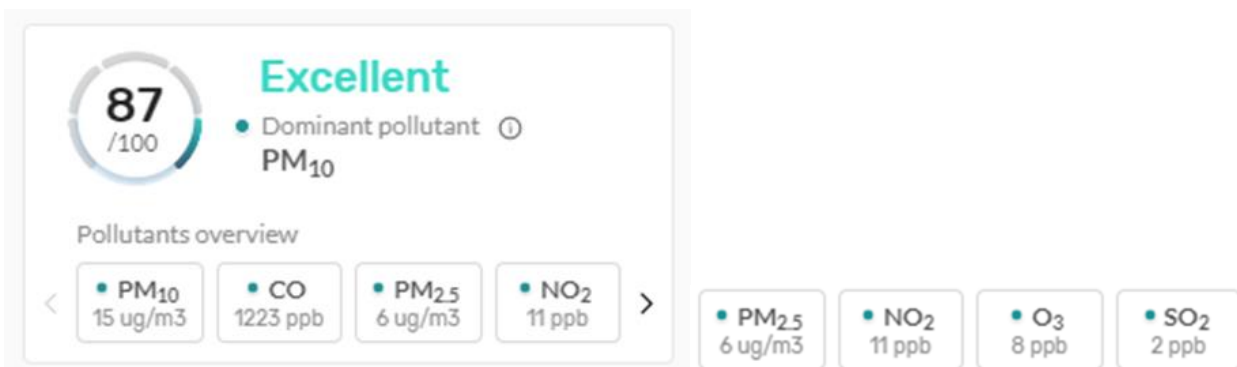 87
/100
Excellent
Dominant pollutant
PM10
Pollutants overview
PM10 CO PM2.5 NO2
15 ug/m3 1223 ppb 6 ug/m3 11 ppb
PM2.5 NO2 O3 SO2
6 ug/m3 11 ppb 8 ppb 2 ppb